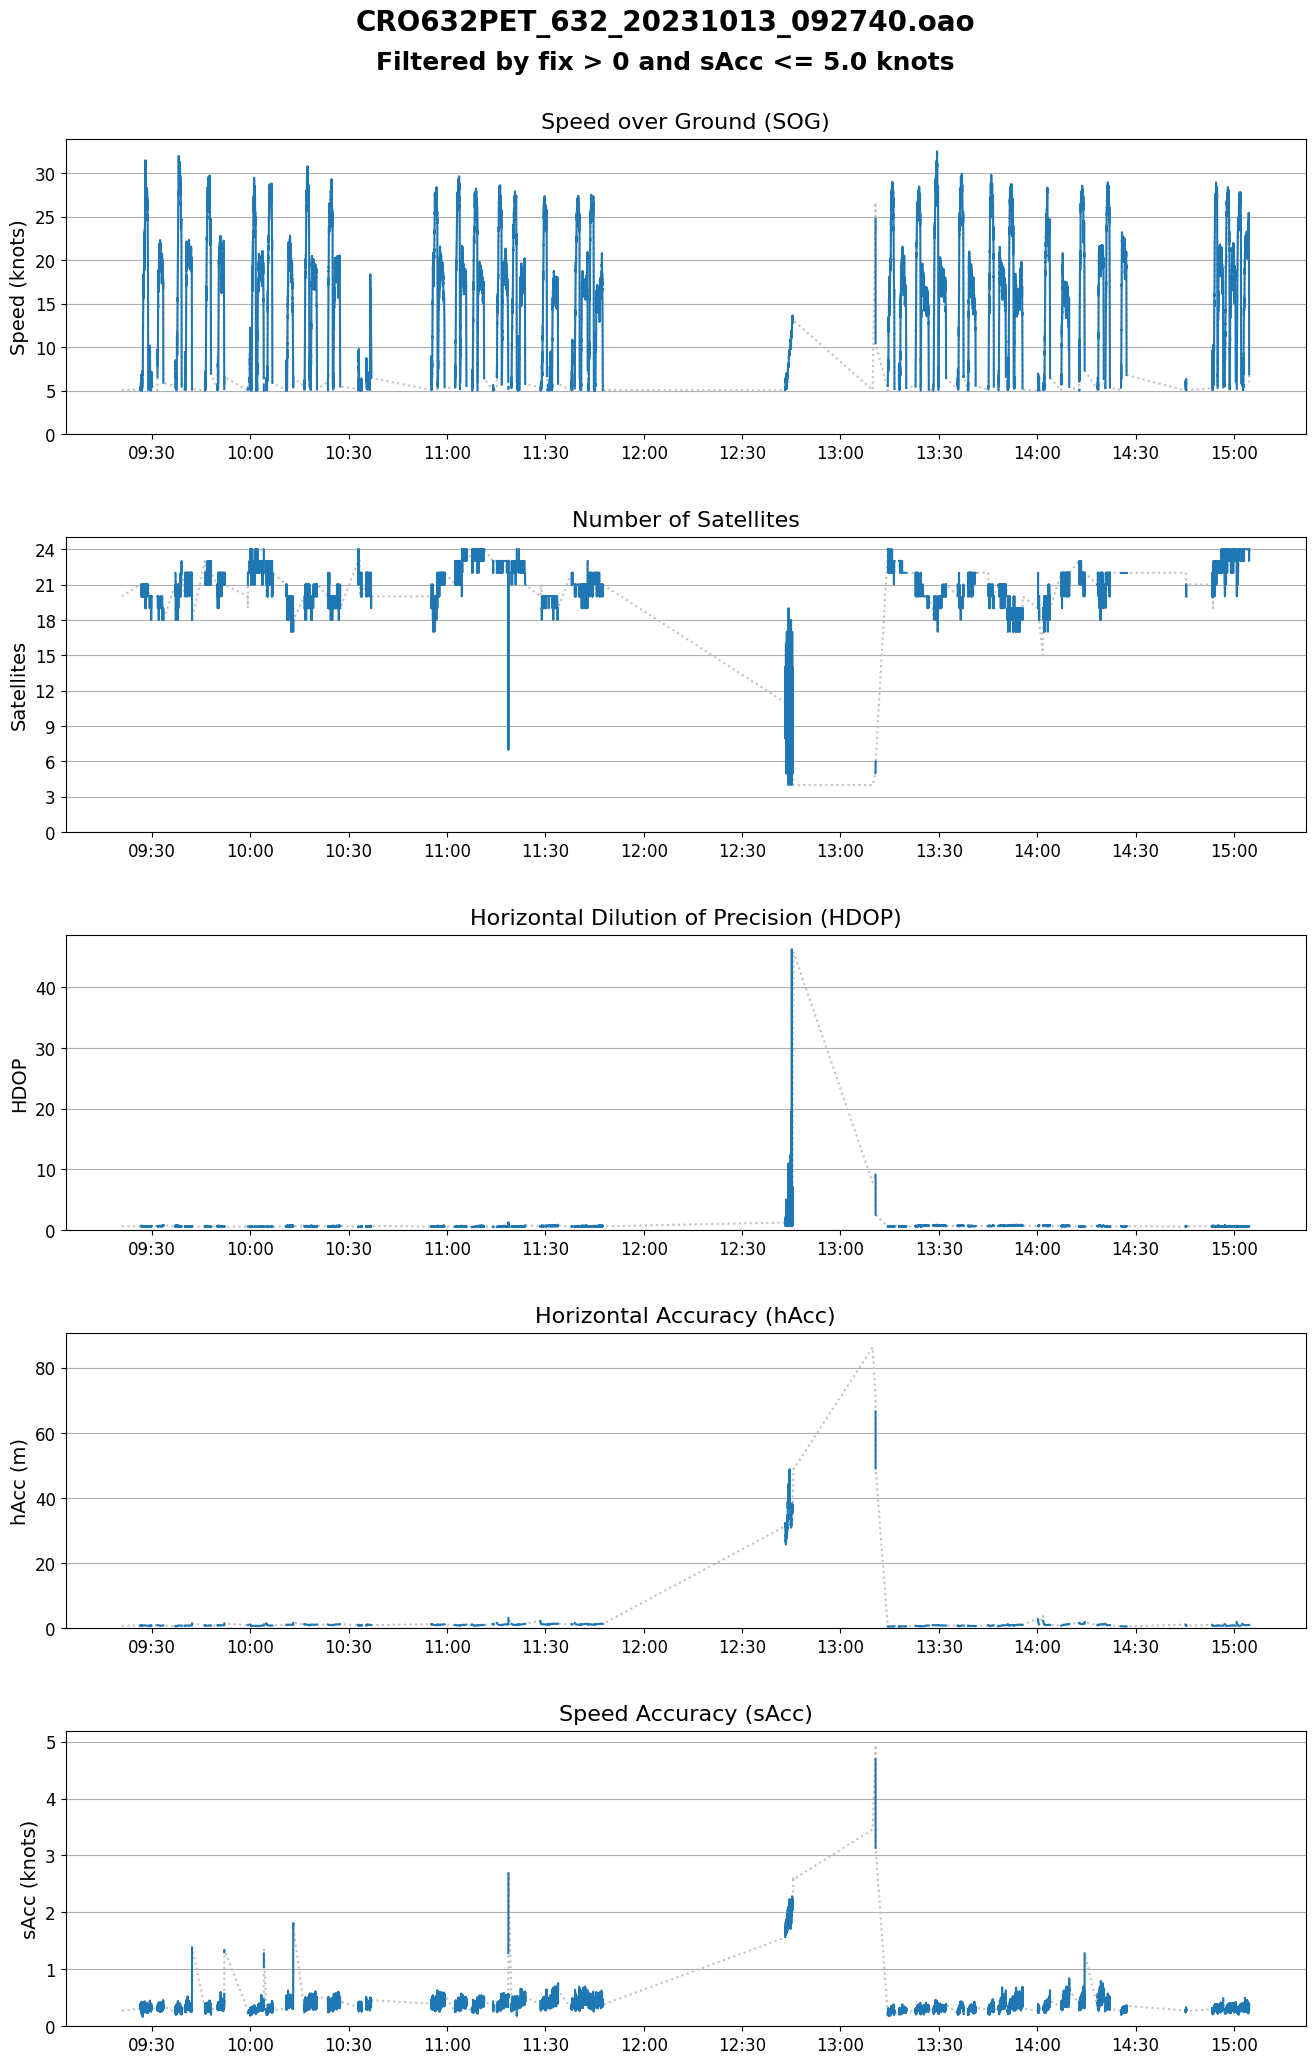 CRO632PET_632_20231013_092740.oao
Filtered by fix > 0 and sAcc <= 5.0 knots
Speed over Ground (SOG)
Speed (knots)
30
25
20
15
10
5
0
09:30 10:00 10:30 11:00 11:30 12:00 12:30 13:00 13:30 14:00 14:30 15:00
Number of Satellites
Satellites
24
21
18
15
12
9
6
3
0
09:30 10:00 10:30 11:00 11:30 12:00 12:30 13:00 13:30 14:00 14:30 15:00
Horizontal Dilution of Precision (HDOP)
HDOP
40
30
20
10
0
09:30 10:00 10:30 11:00 11:30 12:00 12:30 13:00 13:30 14:00 14:30 15:00
Horizontal Accuracy (hAcc)
hAcc (m)
80
60
40
20
0
09:30 10:00 10:30 11:00 11:30 12:00 12:30 13:00 13:30 14:00 14:30 15:00
Speed Accuracy (sAcc)
sAcc (knots)
5
4
3
2
1
0
09:30 10:00 10:30 11:00 11:30 12:00 12:30 13:00 13:30 14:00 14:30 15:00